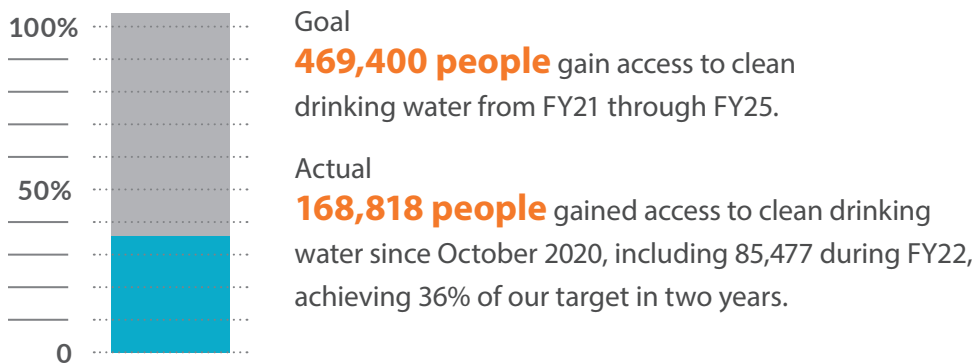 100%
50%
0
Goal
469,400 people gain access to clean
drinking water from FY21 through FY25.
Actual
168,818 people gained access to clean drinking
water since October 2020, including 85,477 during FY22,
achieving 36% of our target in two years.